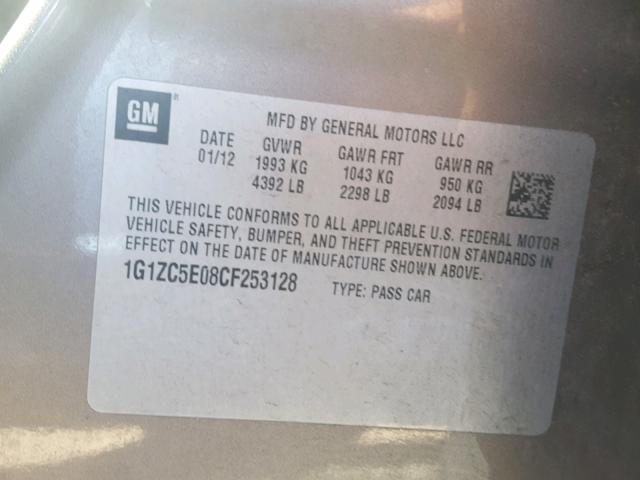 GM ®
MFD BY GENERAL MOTORS LLC
DATE GVWR GAWR FRT GAWR RR
01/12 1993 KG 1043 KG 950 KG
4392 LB 2298 LB 2094 LB
THIS VEHICLE CONFORMS TO ALL APPLICABLE U.S. FEDERAL MOTOR
VEHICLE SAFETY, BUMPER, AND THEFT PREVENTION STANDARDS IN
EFFECT ON THE DATE OF MANUFACTURE SHOWN ABOVE.
1G1ZC5E08CF253128 TYPE: PASS CAR